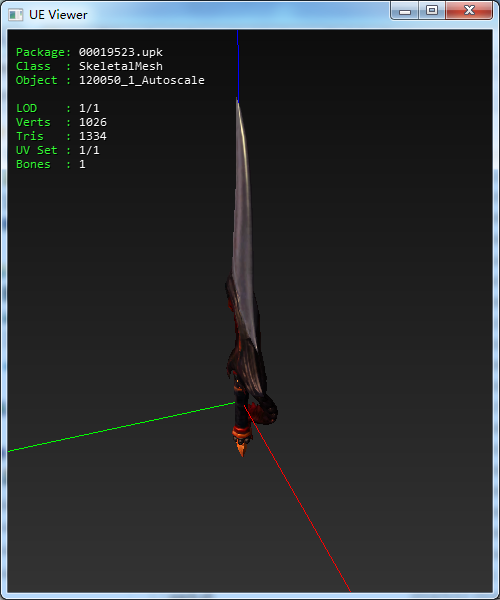 UE Viewer
Package: 00019523.upk
Class : SkeletalMesh
Object : 120050_1_Autoscale
LOD : 1/1
Verts : 1026
Tris : 1334
UV Set : 1/1
Bones : 1